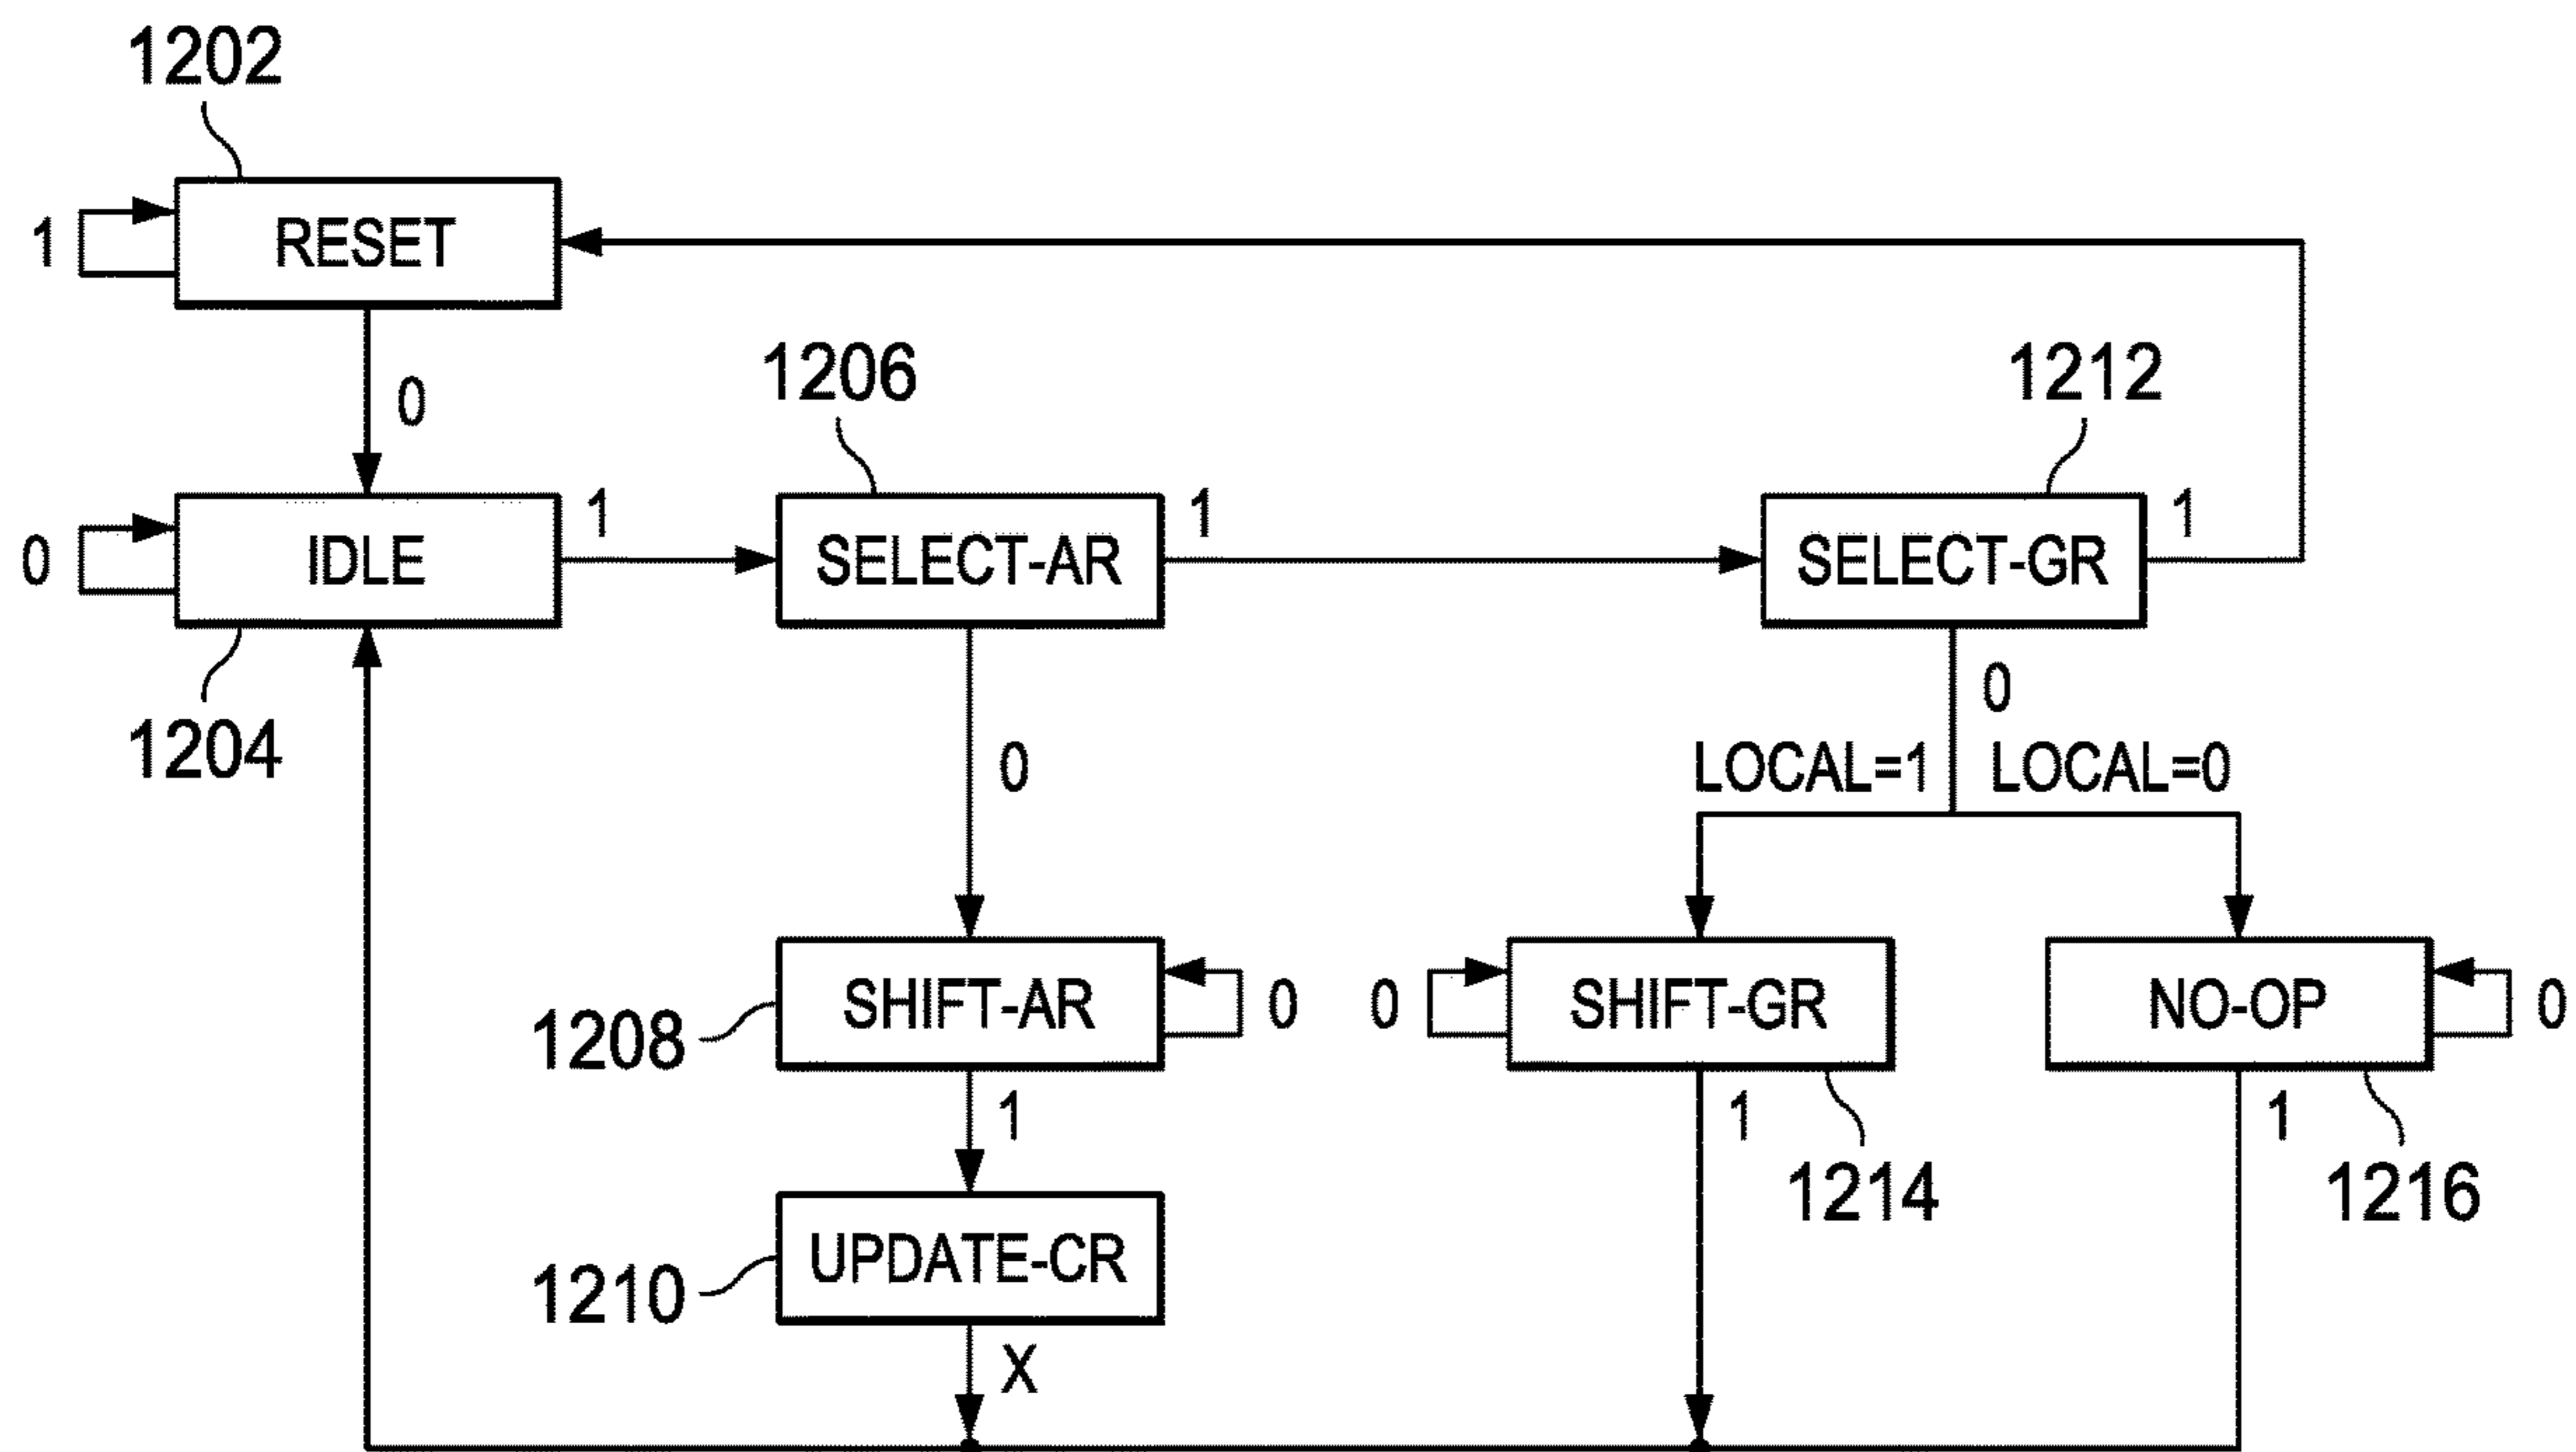 1202
1
RESET
0
1206
1212
0
IDLE
1
SELECT-AR
1
SELECT-GR
1
1204
0
0
LOCAL=1
LOCAL=0
1208
SHIFT-AR
0
0
SHIFT-GR
NO-OP
0
1
1
1
1214
1216
1210
UPDATE-CR
X